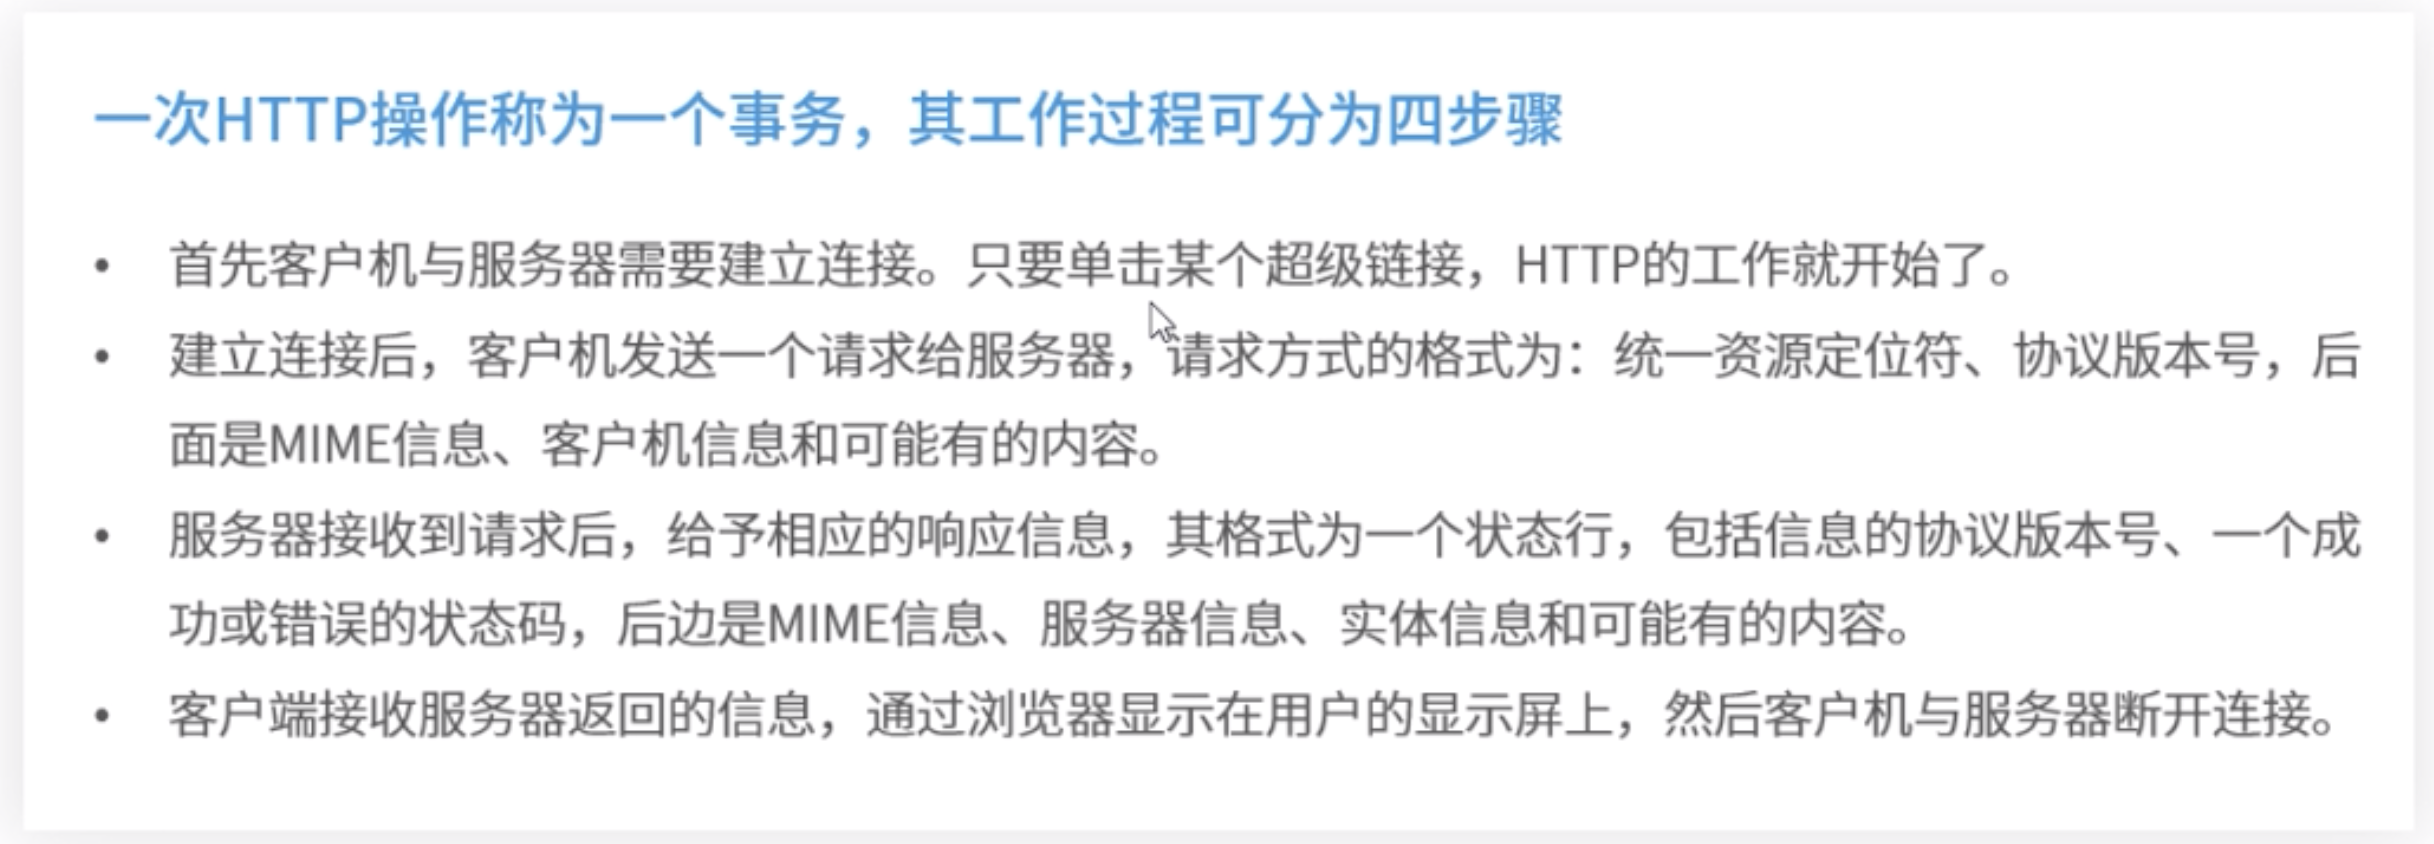 一次HTTP操作称为一个事务，其工作过程可分为四步骤
• 首先客户机与服务器需要建立连接。只要单击某个超级链接，HTTP的工作就开始了。
• 建立连接后，客户机发送一个请求给服务器，请求方式的格式为：统一资源定位符、协议版本号，后
面是MIME信息、客户机信息和可能有的内容。
• 服务器接收到请求后，给予相应的响应信息，其格式为一个状态行，包括信息的协议版本号、一个成
功或错误的状态码，后边是MIME信息、服务器信息、实体信息和可能有的内容。
• 客户端接收服务器返回的信息，通过浏览器显示在用户的显示屏上，然后客户机与服务器断开连接。